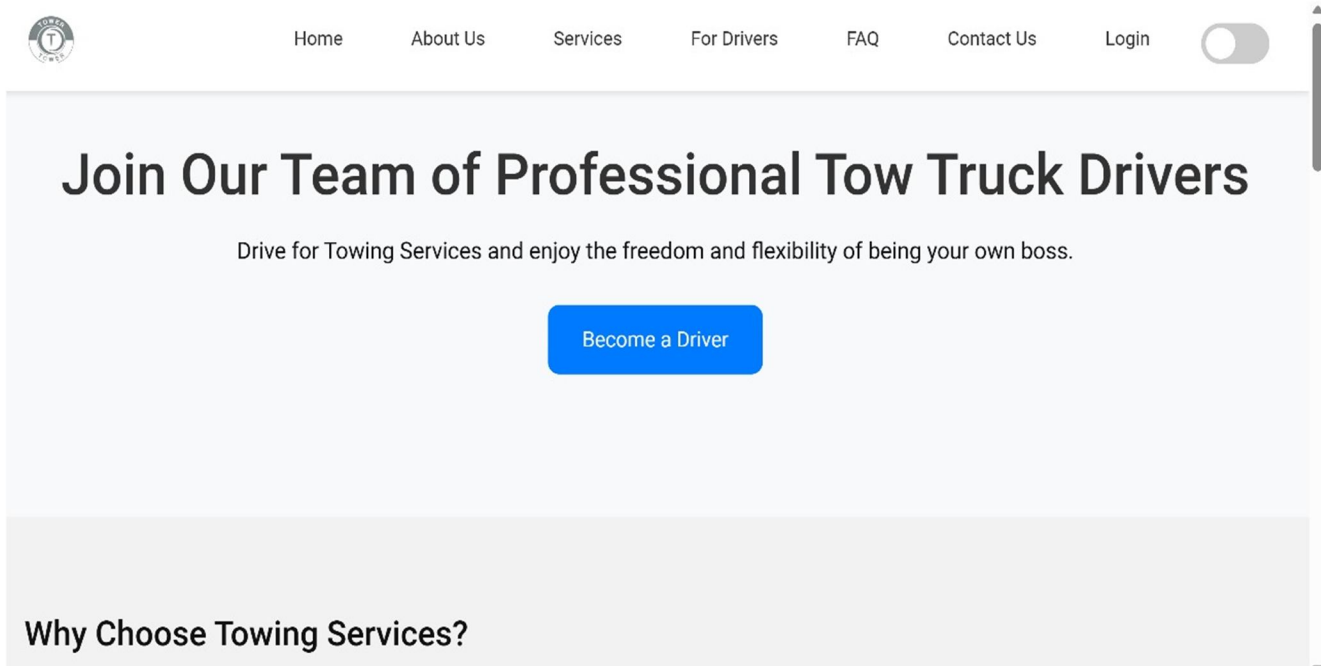 TOWER
T
TOWER
Home
About Us
Services
For Drivers
FAQ
Contact Us
Login
Join Our Team of Professional Tow Truck Drivers
Drive for Towing Services and enjoy the freedom and flexibility of being your own boss.
Become a Driver
Why Choose Towing Services?